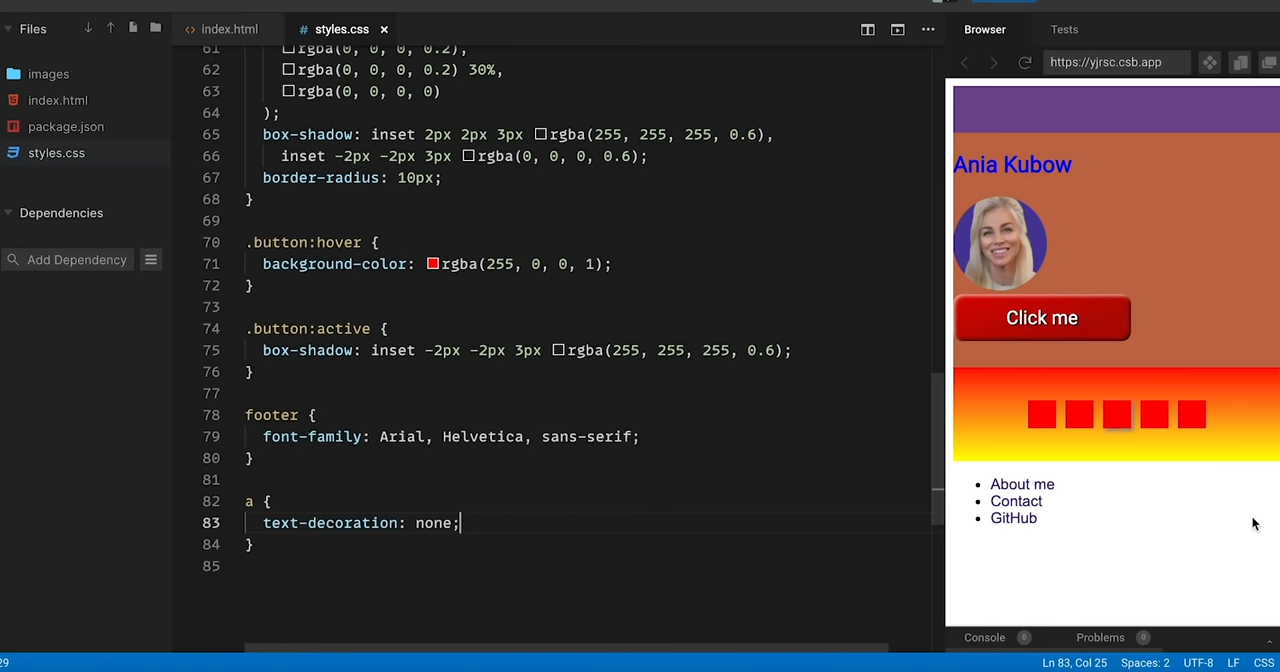 Files
index.html
styles.css
Browser
Tests
images
index.html
package.json
styles.css
Dependencies
Add Dependency
https://yjrsc.csb.app
61 rgba(0, 0, 0, 0.2),
62 rgba(0, 0, 0, 0.2) 30%,
63 rgba(0, 0, 0, 0)
64 );
65 box-shadow: inset 2px 2px 3px rgba(255, 255, 255, 0.6),
66 inset -2px -2px 3px rgba(0, 0, 0, 0.6);
67 border-radius: 10px;
68 }
69
70 .button:hover {
71 background-color: rgba(255, 0, 0, 1);
72 }
73
74 .button:active {
75 box-shadow: inset -2px -2px 3px rgba(255, 255, 255, 0.6);
76 }
77
78 footer {
79 font-family: Arial, Helvetica, sans-serif;
80 }
81
82 a {
83 text-decoration: none;
84 }
85
Ania Kubow
Click me
About me
Contact
GitHub
Console 0
Problems 0
29
Ln 83, Col 25 Spaces: 2 UTF-8 LF CSS